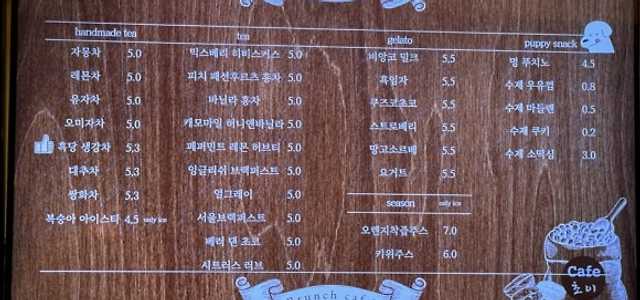 handmade tea
자몽차 5.0
레몬차 5.0
유자차 5.0
오미자차 5.0
흑당 생강차 5.3
대추차 5.3
쌍화차 5.3
복숭아 아이스티 4.5 only ice
tea
믹스베리 히비스커스 5.0
피치 패션후르츠 홍차 5.0
바닐라 홍차 5.0
캐모마일 허니앤바닐라 5.0
페퍼민트 레몬 허브티 5.0
잉글리쉬 브랙퍼스트 5.0
얼그레이 5.0
서울브랙퍼스트 5.0
베러 댄 초코 5.0
시트러스 러브 5.0
gelato
비앙코 밀크 5.5
흑임자 5.5
쿠즈코초코 5.5
스트로베리 5.5
망고소르베 5.5
요거트 5.5
season only ice
오렌지착즙주스 7.0
키위주스 6.0
puppy snack
멍 푸치노 4.5
수제 우유껌 0.8
수제 마들렌 0.5
수제 쿠키 0.2
수제 소떡심 3.0
Cafe
초미
Brunch cafe